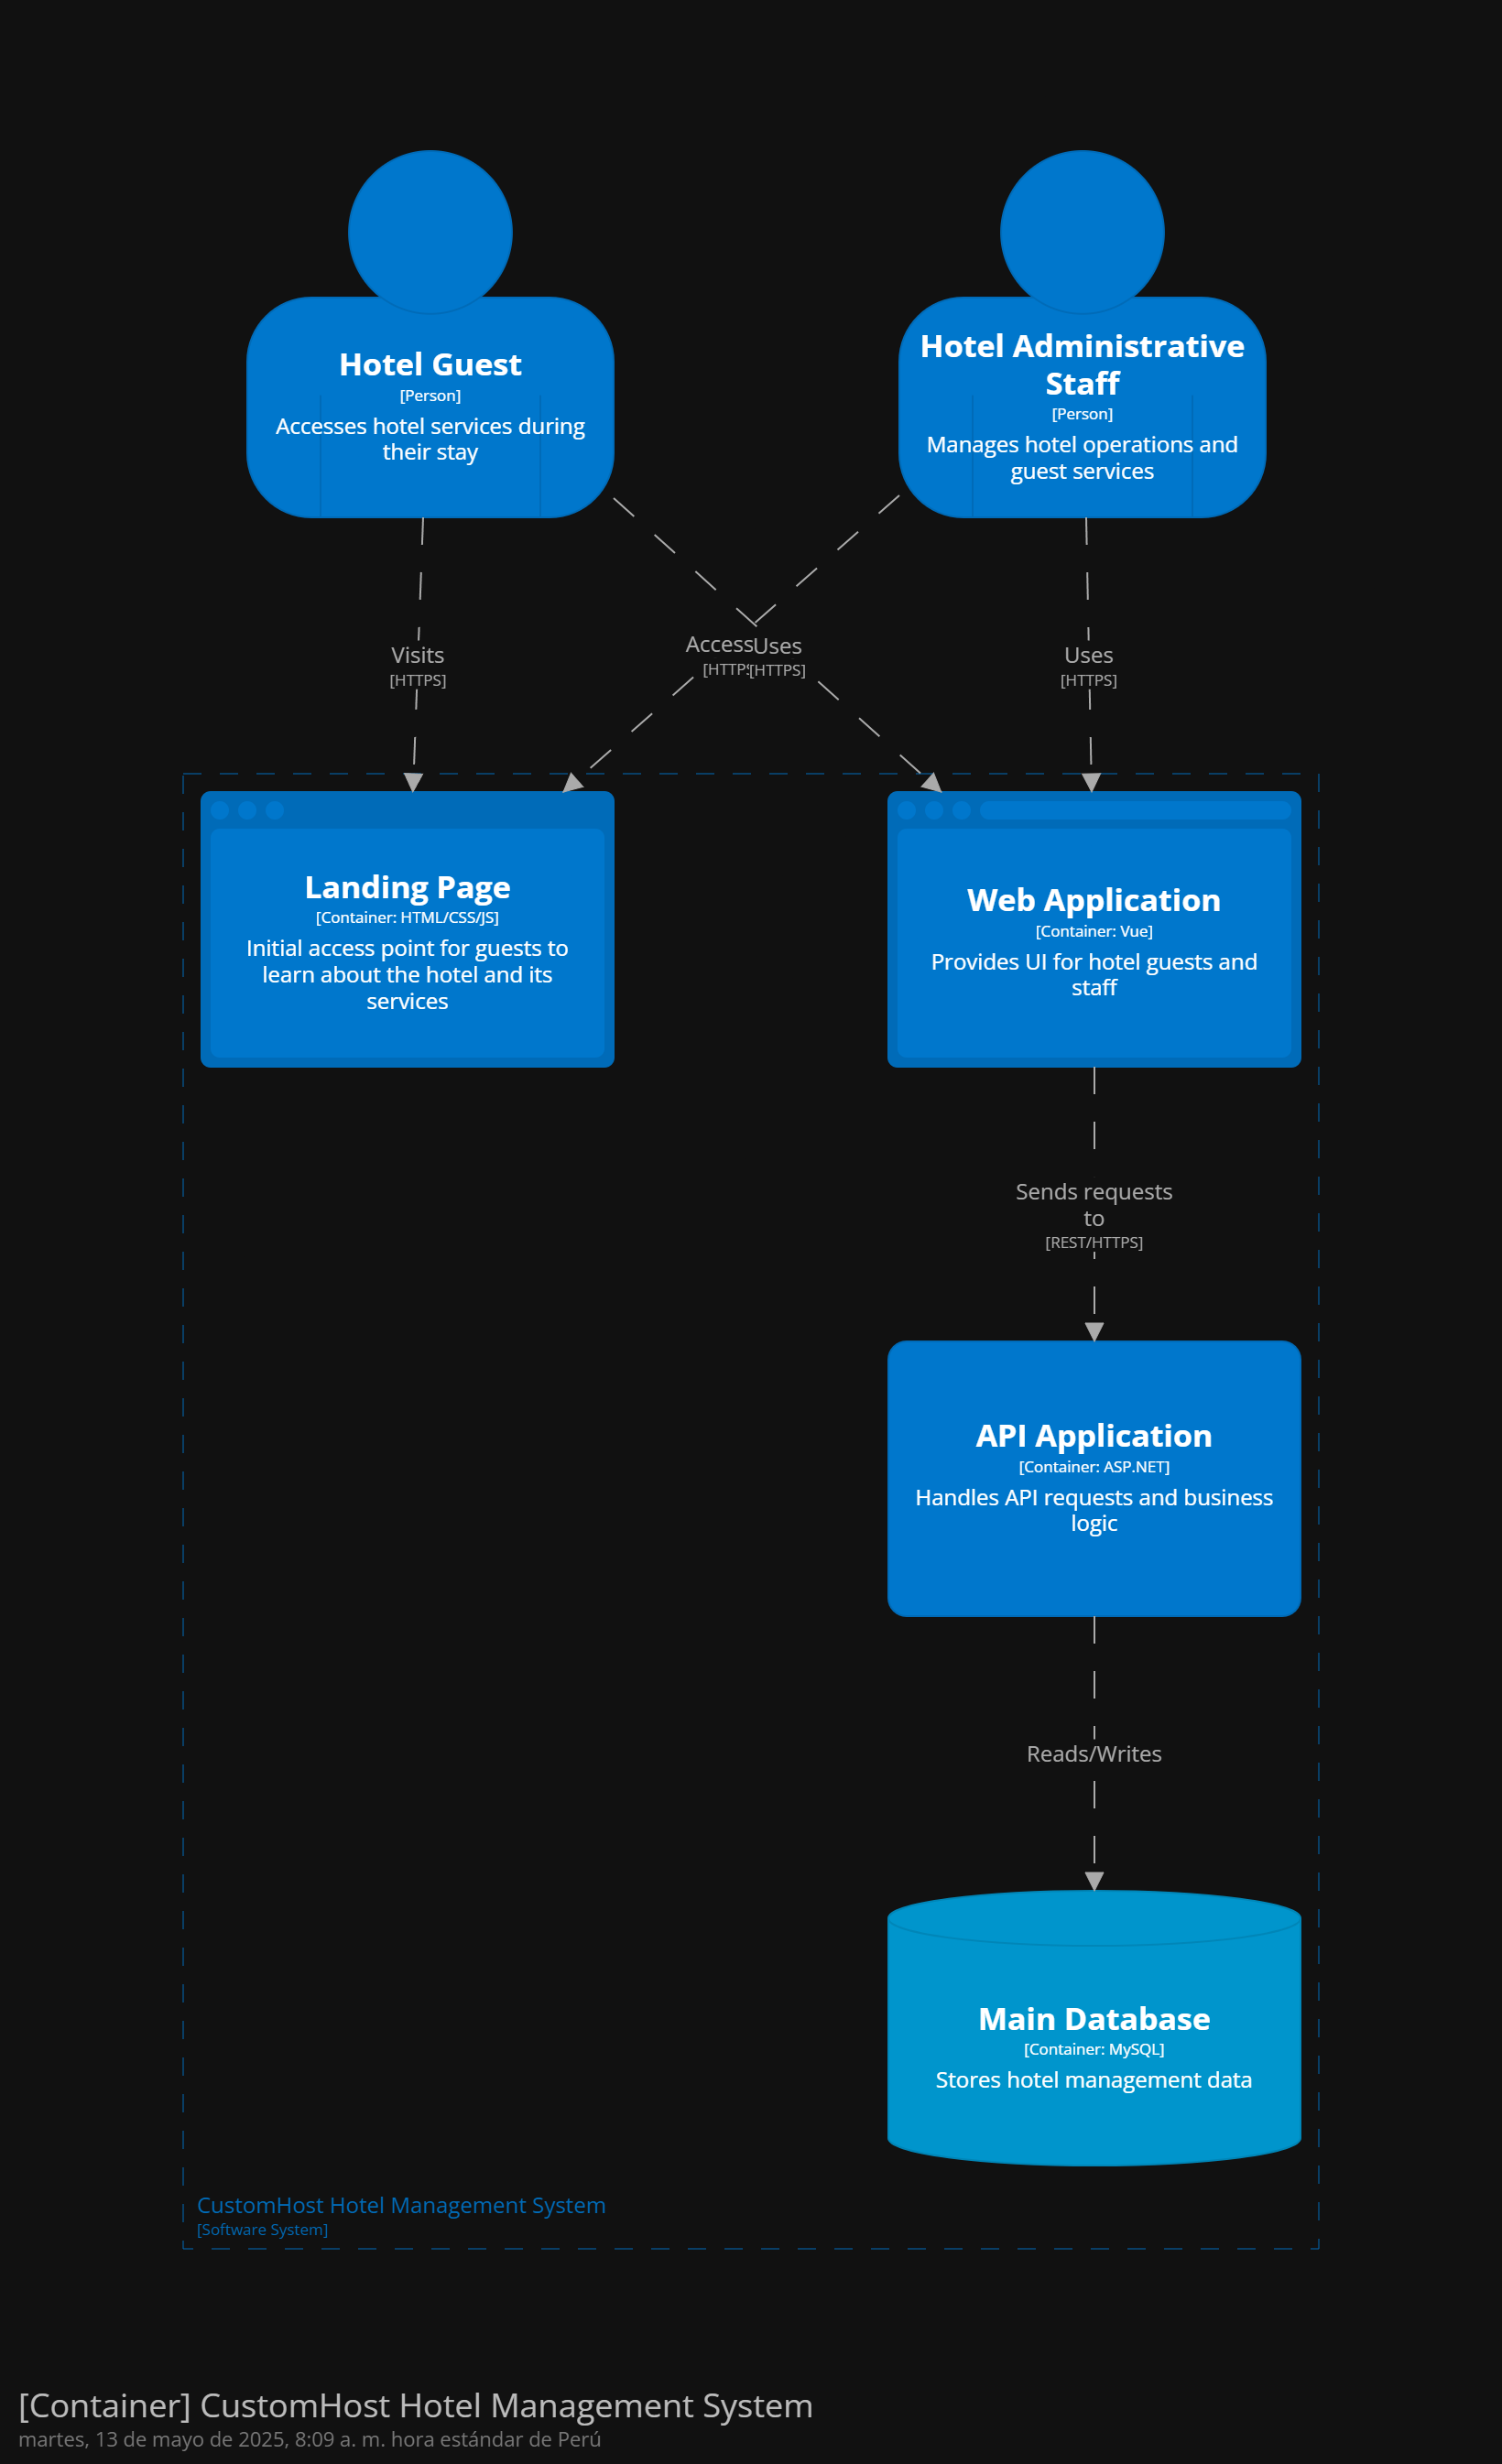 Hotel Guest
[Person]
Accesses hotel services during
their stay
Hotel Administrative
Staff
[Person]
Manages hotel operations and
guest services
Visits
[HTTPS]
Uses
[HTTPS]
Uses
[HTTPS]
Landing Page
[Container: HTML/CSS/JS]
Initial access point for guests to
learn about the hotel and its
services
Web Application
[Container: Vue]
Provides UI for hotel guests and
staff
Sends requests
to
[REST/HTTPS]
API Application
[Container: ASP.NET]
Handles API requests and business
logic
Reads/Writes
Main Database
[Container: MySQL]
Stores hotel management data
CustomHost Hotel Management System
[Software System]
[Container] CustomHost Hotel Management System
martes, 13 de mayo de 2025, 8:09 a. m. hora estándar de Perú